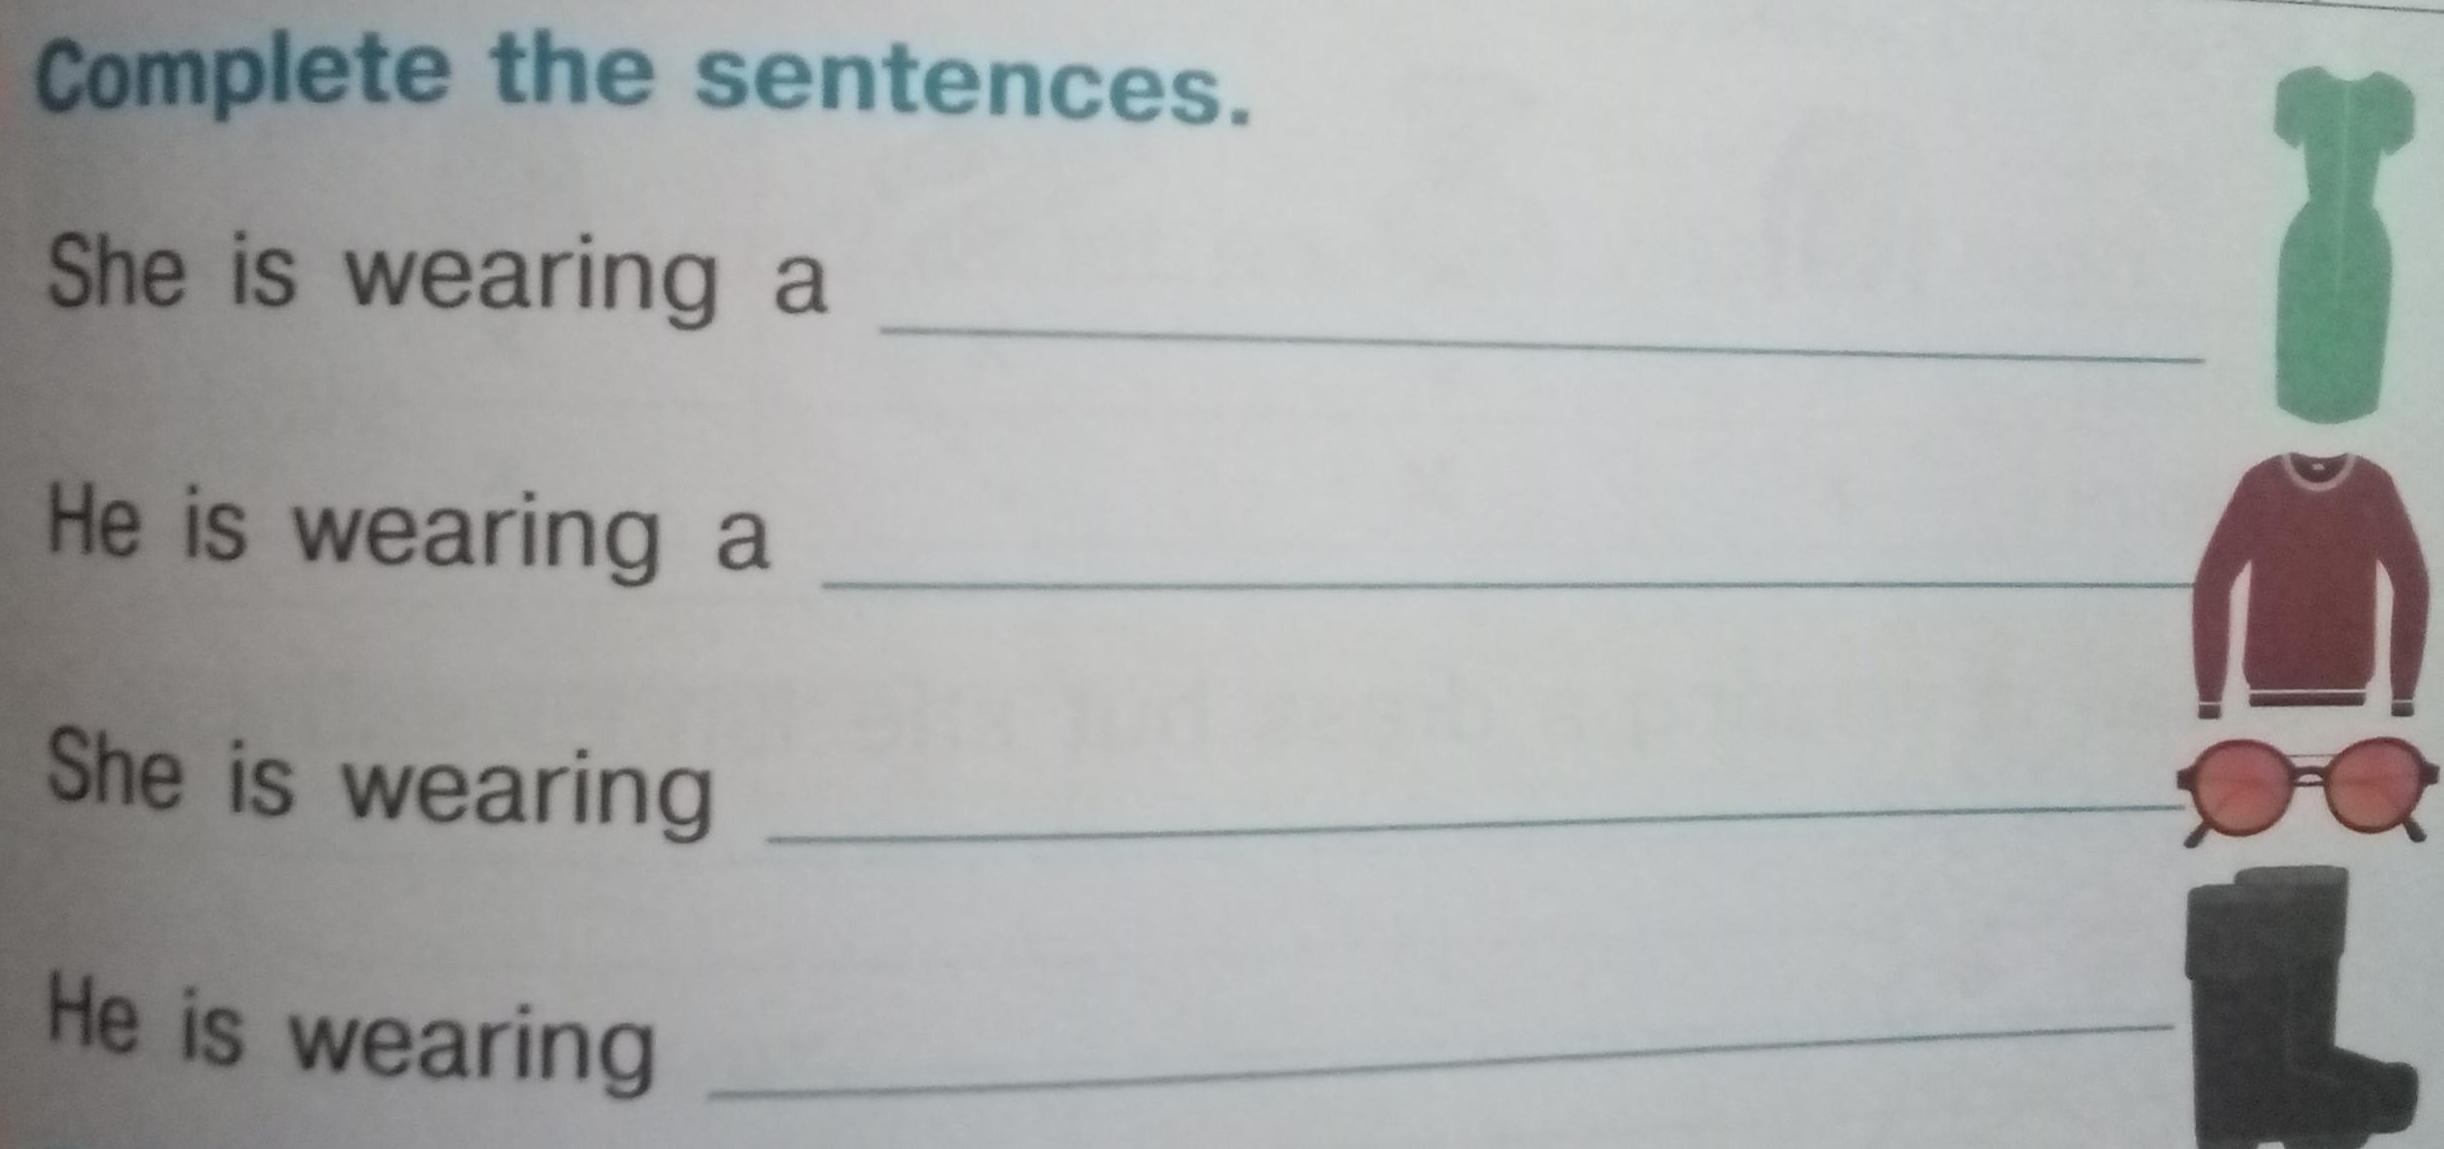 Complete the sentences.
She is wearing a
He is wearing a
She is wearing
He is wearing